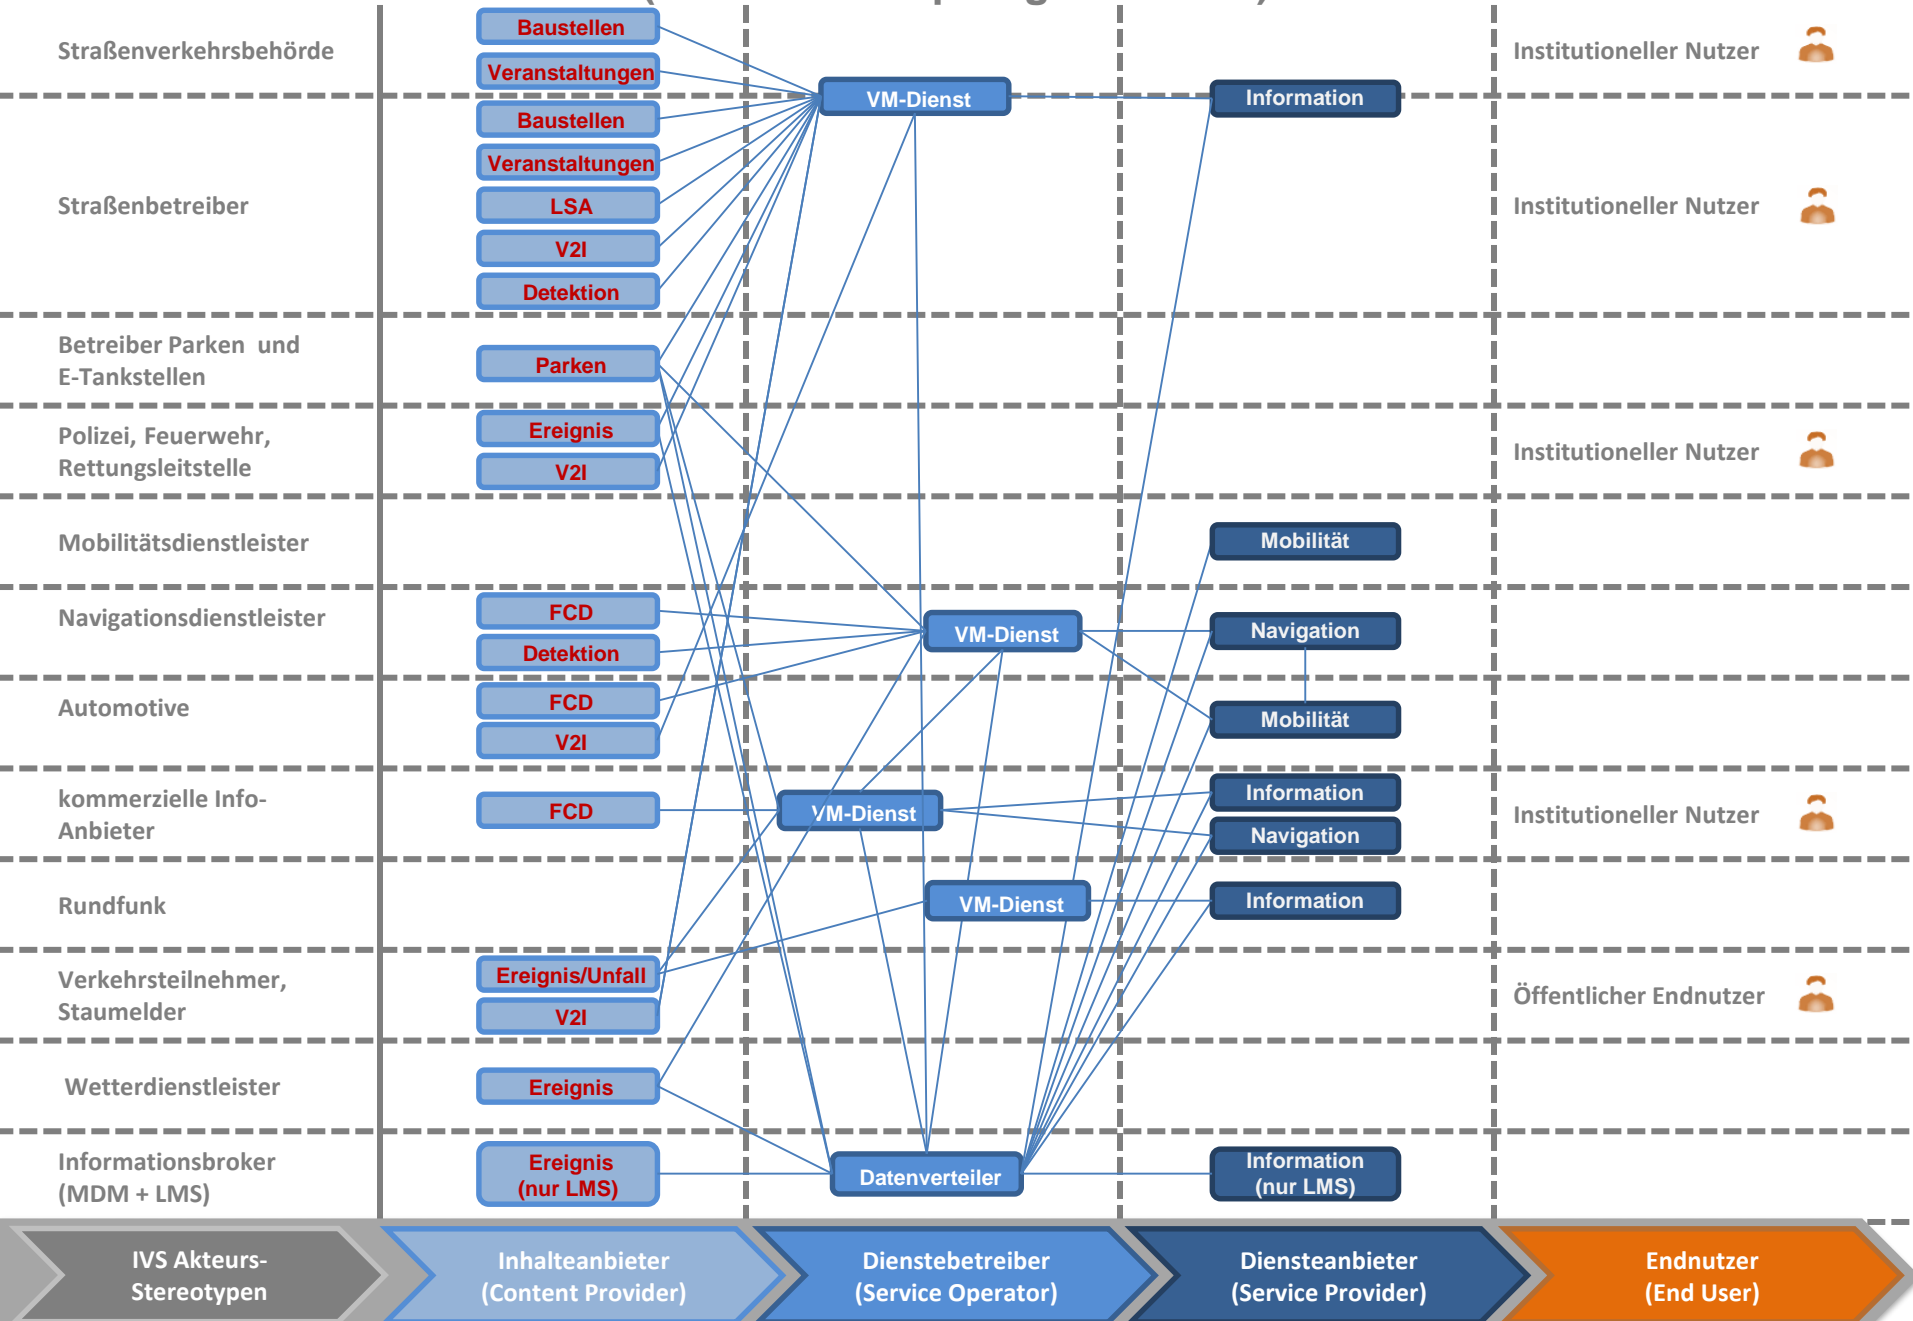 Straßenverkehrsbehörde
Baustellen
Veranstaltungen
VM-Dienst
Information
Institutioneller Nutzer
Straßenbetreiber
Baustellen
Veranstaltungen
LSA
V2I
Detektion
Institutioneller Nutzer
Betreiber Parken und
E-Tankstellen
Parken
Polizei, Feuerwehr,
Rettungsleitstelle
Ereignis
V2I
Institutioneller Nutzer
Mobilitätsdienstleister
Mobilität
Navigationsdienstleister
FCD
Detektion
VM-Dienst
Navigation
Automotive
FCD
V2I
Mobilität
kommerzielle Info-
Anbieter
FCD
VM-Dienst
Information
Navigation
Institutioneller Nutzer
Rundfunk
VM-Dienst
Information
Verkehrsteilnehmer,
Staumelder
Ereignis/Unfall
V2I
Öffentlicher Endnutzer
Wetterdienstleister
Ereignis
Informationsbroker
(MDM + LMS)
Ereignis
(nur LMS)
Datenverteiler
Information
(nur LMS)
IVS Akteurs-
Stereotypen
Inhalteanbieter
(Content Provider)
Dienstebetreiber
(Service Operator)
Diensteanbieter
(Service Provider)
Endnutzer
(End User)